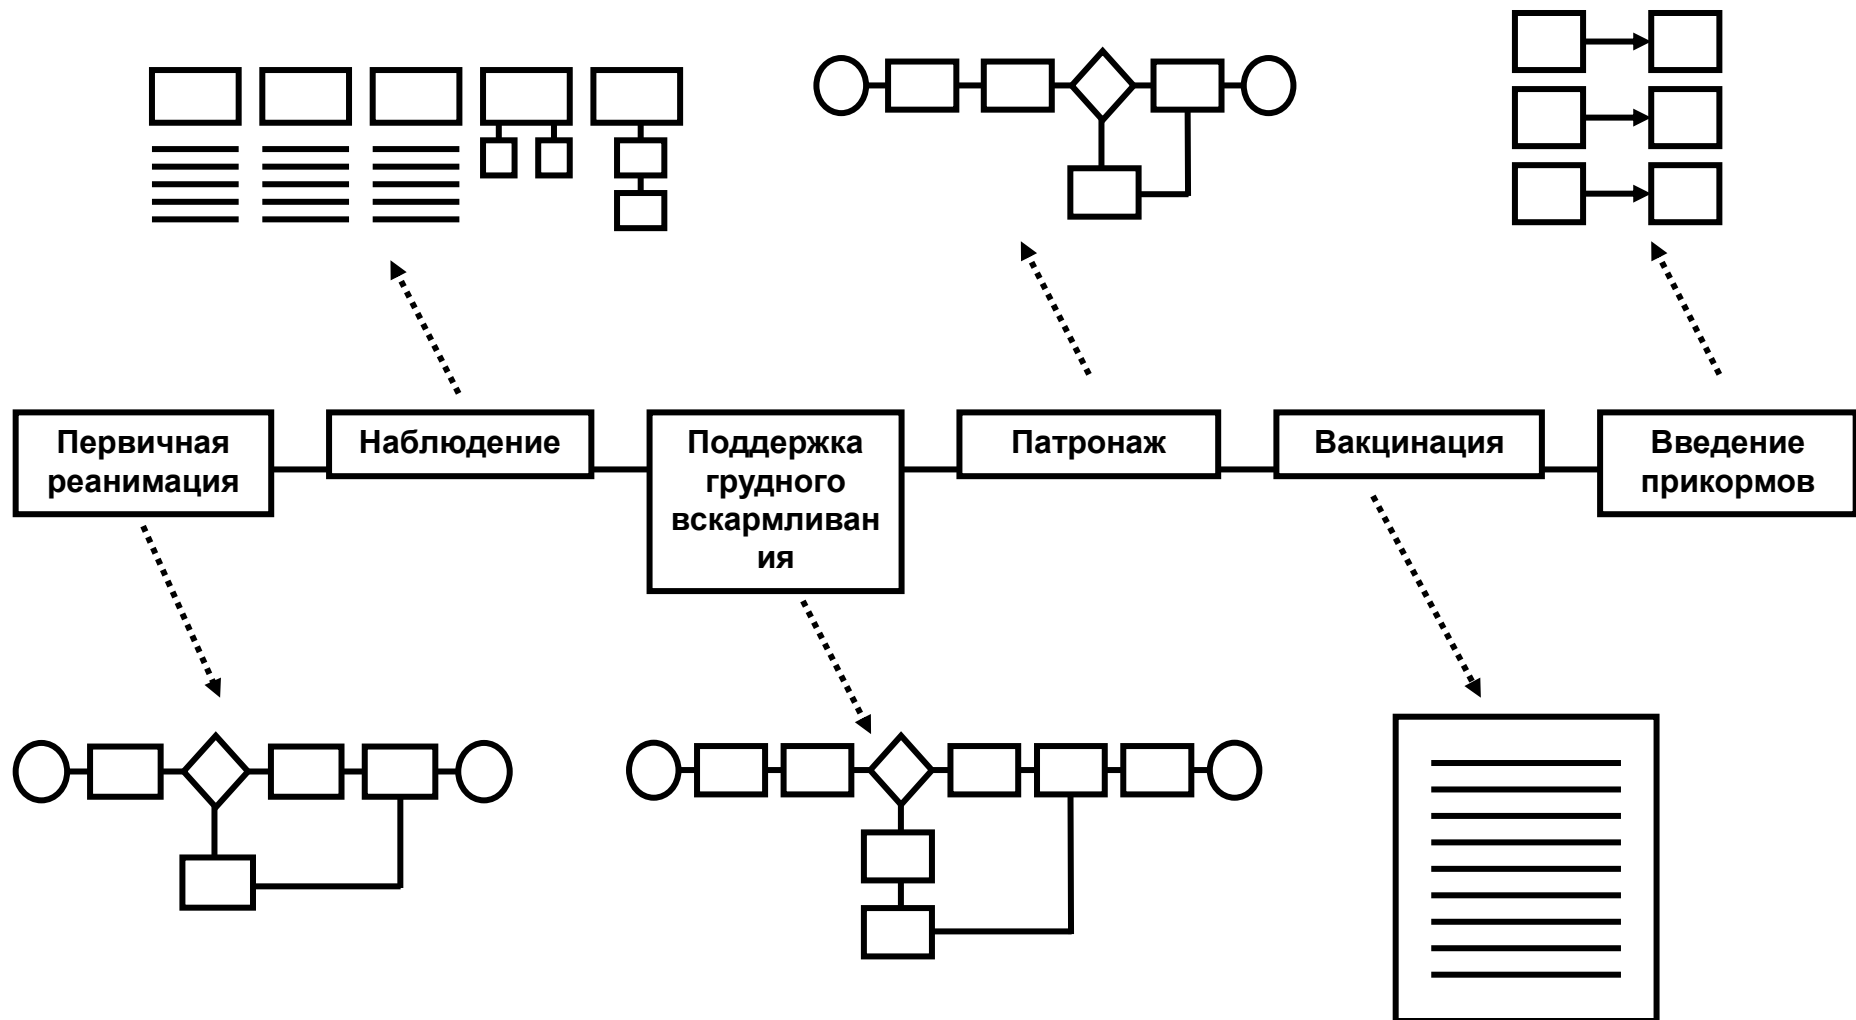 Первичная
реанимация
Наблюдение
Поддержка
грудного
вскармливан
ия
Патронаж
Вакцинация
Введение
прикормов